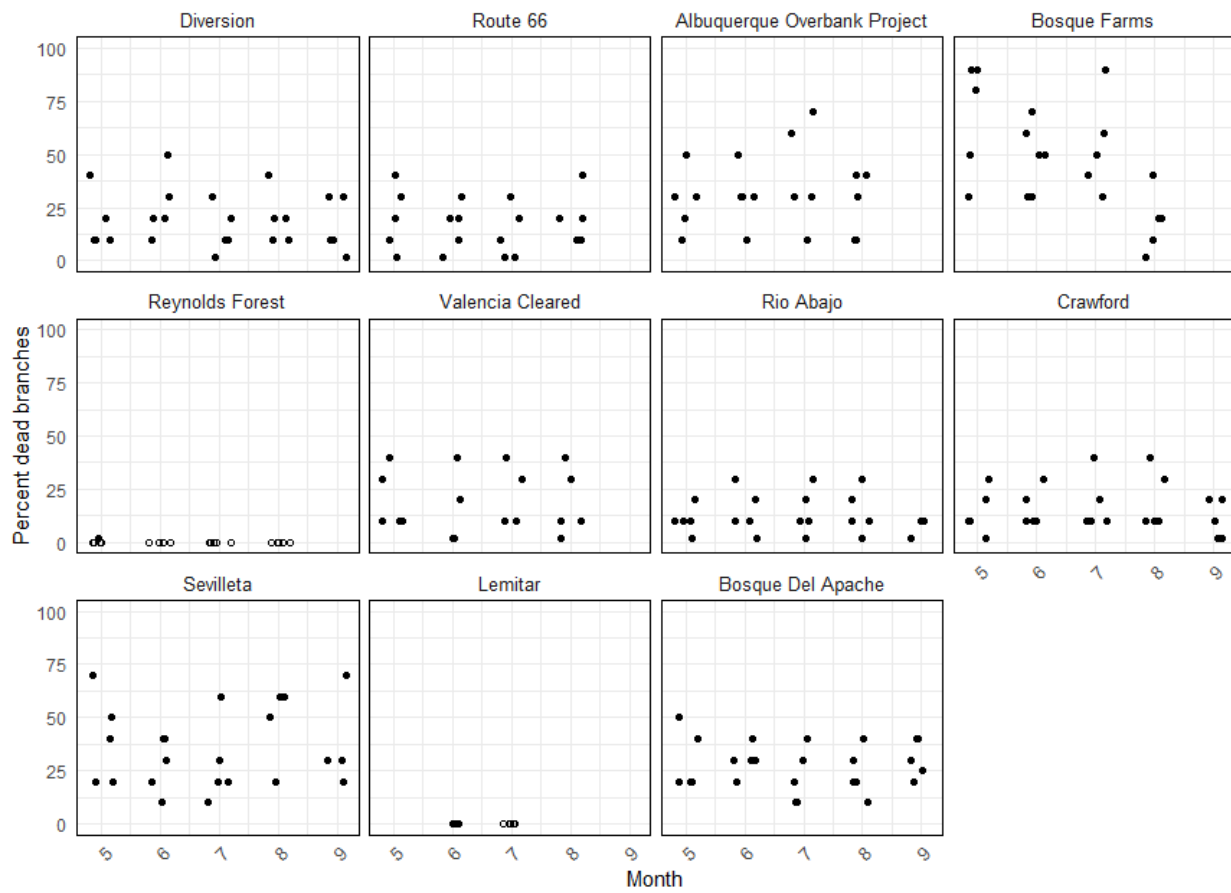 Diversion Route 66 Albuquerque Overbank Project Bosque Farms
100
75
50
25
0
Reynolds Forest Valencia Cleared Rio Abajo Crawford
100
75
50
25
0
5 6 7 8 9
Sevilleta Lemitar Bosque Del Apache
100
75
50
25
0
5 6 7 8 9 5 6 7 8 9 5 6 7 8 9
Month
Percent dead branches